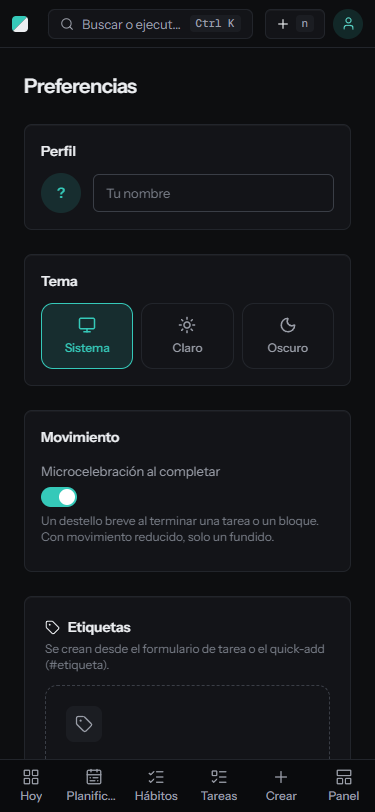 Buscar o ejecut... Ctrl K
n
Preferencias
Perfil
?
Tu nombre
Tema
Sistema
Claro
Oscuro
Movimiento
Microcelebración al completar
Un destello breve al terminar una tarea o un bloque.
Con movimiento reducido, solo un fundido.
Etiquetas
Se crean desde el formulario de tarea o el quick-add
(#etiqueta).
Hoy
Planific...
Hábitos
Tareas
Crear
Panel